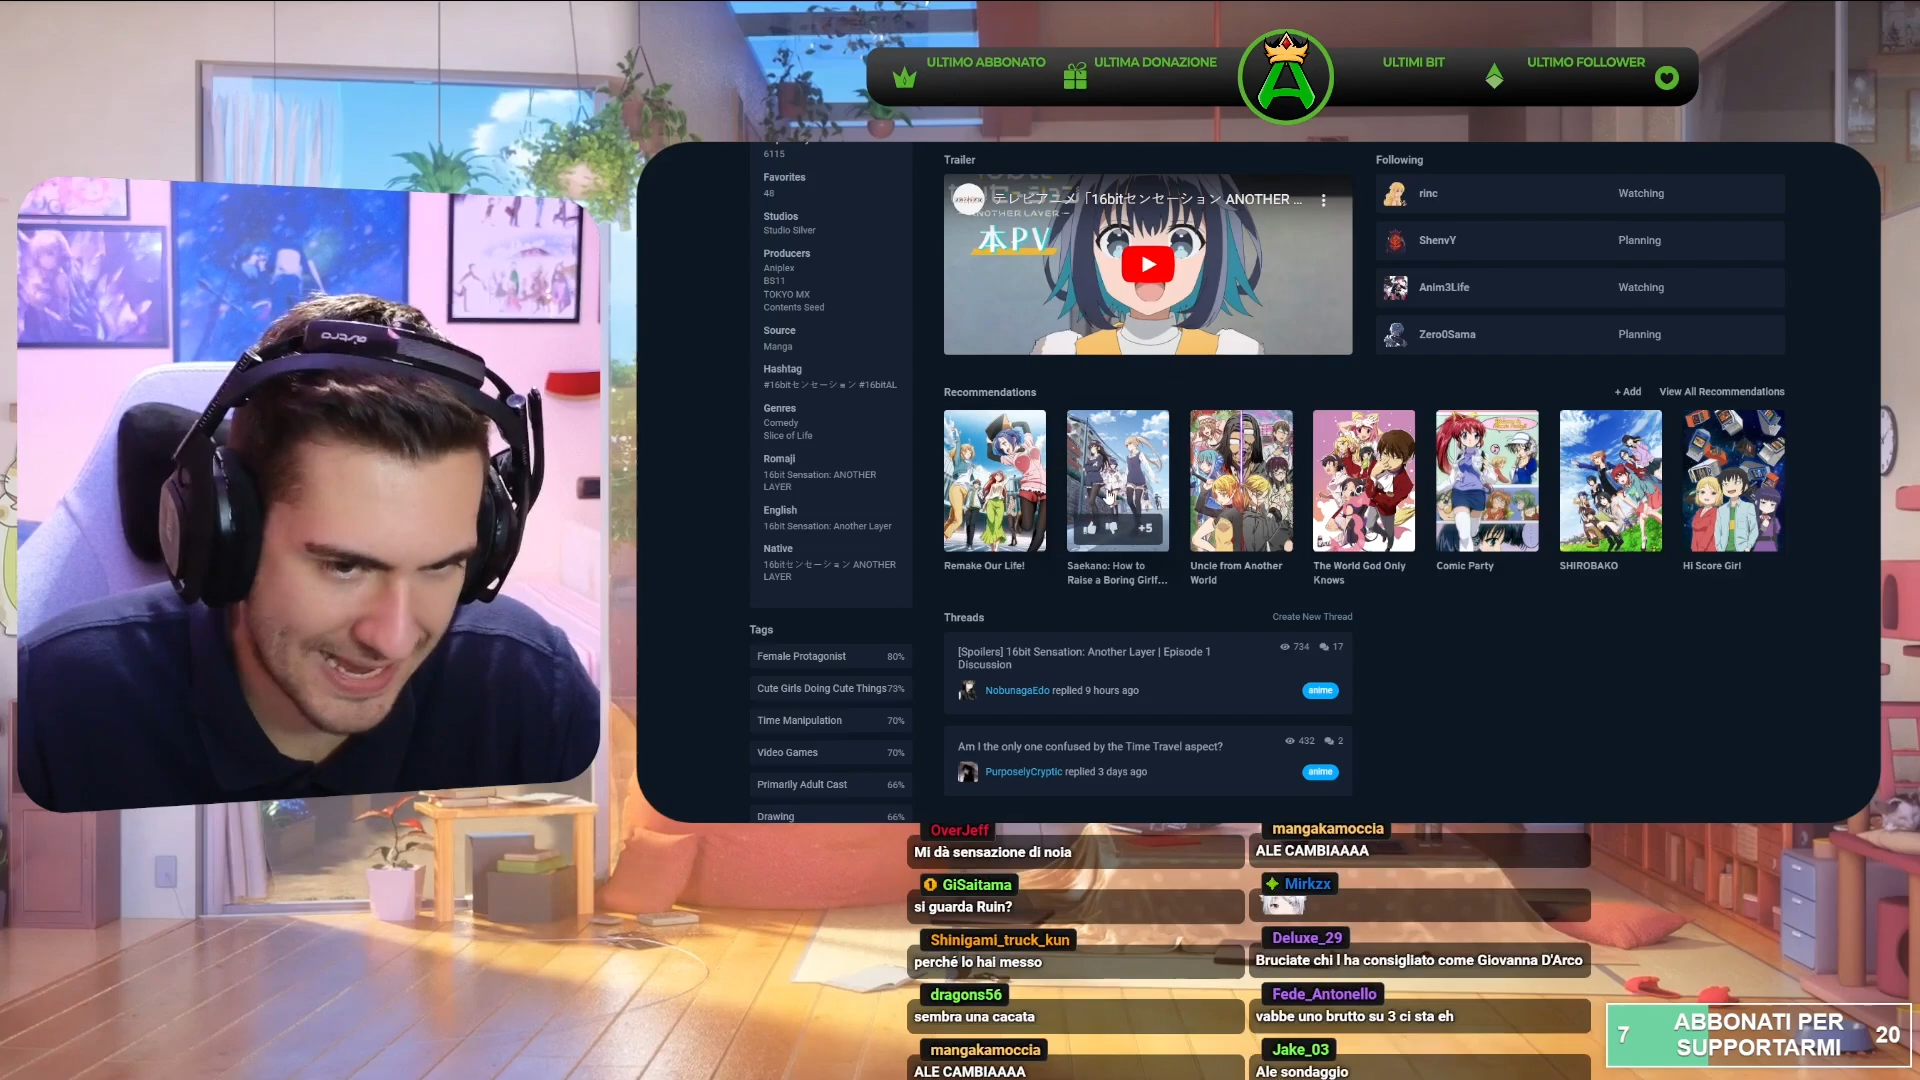 ULTIMO ABBONATO
ULTIMA DONAZIONE
ULTIMI BIT
ULTIMO FOLLOWER
astro
6115
Favorites
48
Studios
Studio Silver
Producers
Aniplex
BS11
TOKYO MX
Contents Seed
Source
Manga
Hashtag
#16bitセンセーション #16bitAL
Genres
Comedy
Slice of Life
Romaji
16bit Sensation: ANOTHER
LAYER
English
16bit Sensation: Another Layer
Native
16bitセンセーション ANOTHER
LAYER
Tags
Female Protagonist 80%
Cute Girls Doing Cute Things 73%
Time Manipulation 70%
Video Games 70%
Primarily Adult Cast 66%
Drawing 66%
Trailer
テレビアニメ「16bitセンセーション ANOTHER ...
ANOTHER LAYER
本PV
Following
rinc Watching
ShenvY Planning
Anim3Life Watching
Zero0Sama Planning
Recommendations
+ Add View All Recommendations
+5
Remake Our Life!
Saekano: How to
Raise a Boring Girlf...
Uncle from Another
World
The World God Only
Knows
Comic Party
SHIROBAKO
Hi Score Girl
Threads
Create New Thread
[Spoilers] 16bit Sensation: Another Layer | Episode 1
Discussion
734 17
NobunagaEdo replied 9 hours ago
anime
Am I the only one confused by the Time Travel aspect?
432 2
PurposelyCryptic replied 3 days ago
anime
OverJeff
Mi dà sensazione di noia
GiSaitama
si guarda Ruin?
Shinigami_truck_kun
perché lo hai messo
dragons56
sembra una cacata
mangakamoccia
ALE CAMBIAAAA
mangakamoccia
ALE CAMBIAAAA
Mirkzx
Deluxe_29
Bruciate chi l ha consigliato come Giovanna D'Arco
Fede_Antonello
vabbe uno brutto su 3 ci sta eh
Jake_03
Ale sondaggio
7
ABBONATI PER
SUPPORTARMI
20